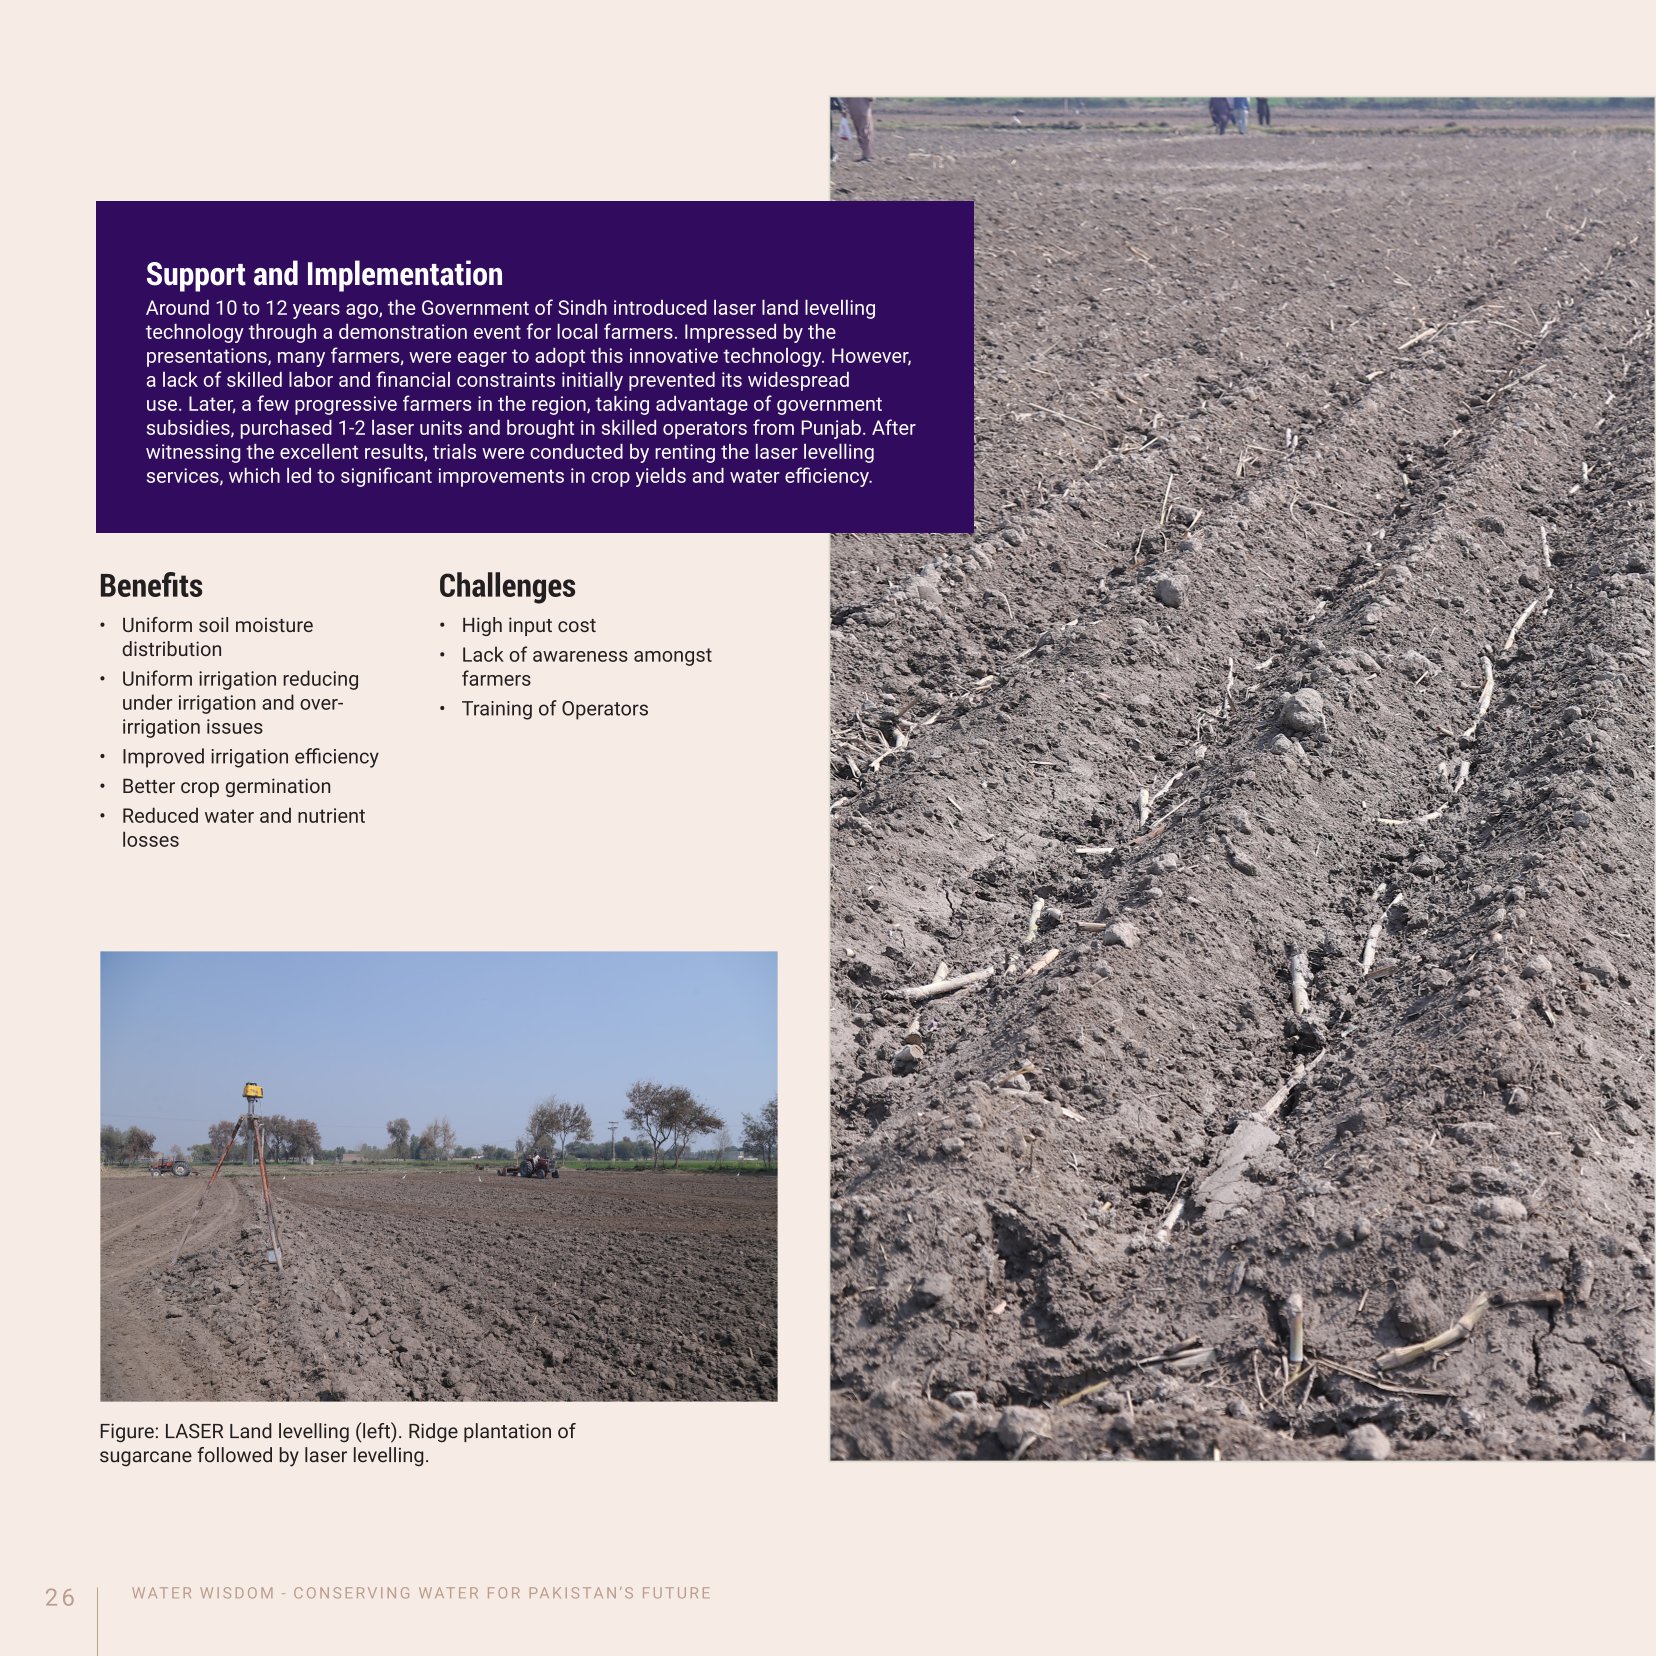 Support and Implementation
Around 10 to 12 years ago, the Government of Sindh introduced laser land levelling
technology through a demonstration event for local farmers. Impressed by the
presentations, many farmers, were eager to adopt this innovative technology. However,
a lack of skilled labor and financial constraints initially prevented its widespread
use. Later, a few progressive farmers in the region, taking advantage of government
subsidies, purchased 1-2 laser units and brought in skilled operators from Punjab. After
witnessing the excellent results, trials were conducted by renting the laser levelling
services, which led to significant improvements in crop yields and water efficiency.
Benefits
• Uniform soil moisture
distribution
• Uniform irrigation reducing
under irrigation and over-
irrigation issues
• Improved irrigation efficiency
• Better crop germination
• Reduced water and nutrient
losses
Challenges
• High input cost
• Lack of awareness amongst
farmers
• Training of Operators
Figure: LASER Land levelling (left). Ridge plantation of
sugarcane followed by laser levelling.
26
WATER WISDOM - CONSERVING WATER FOR PAKISTAN'S FUTURE